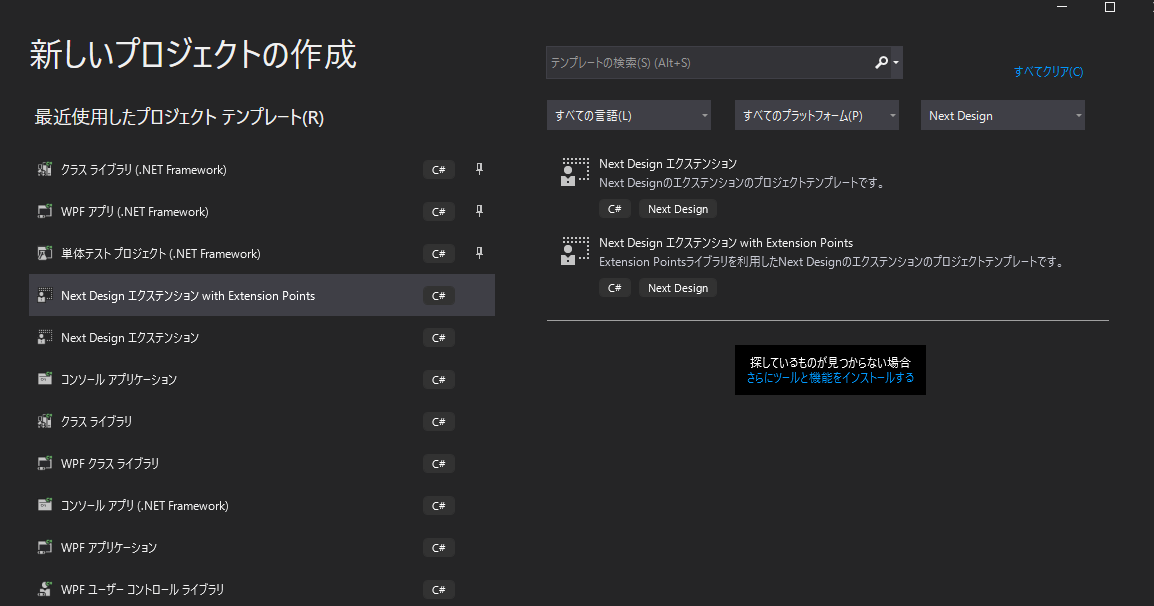 新しいプロジェクトの作成
最近使用したプロジェクト テンプレート(R)
クラス ライブラリ (.NET Framework) C#
WPF アプリ (.NET Framework) C#
単体テスト プロジェクト (.NET Framework) C#
Next Design エクステンション with Extension Points C#
Next Design エクステンション C#
コンソール アプリケーション C#
クラス ライブラリ C#
WPF クラス ライブラリ C#
コンソール アプリ (.NET Framework) C#
WPF アプリケーション C#
WPF ユーザー コントロール ライブラリ C#
テンプレートの検索(S) (Alt+S)
すべてクリア(C)
すべての言語(L) すべてのプラットフォーム(P) Next Design
Next Design エクステンション
Next Designのエクステンションのプロジェクトテンプレートです。
C# Next Design
Next Design エクステンション with Extension Points
Extension Pointsライブラリを利用したNext Designのエクステンションのプロジェクトテンプレートです。
C# Next Design
探しているものが見つからない場合
さらにツールと機能をインストールする